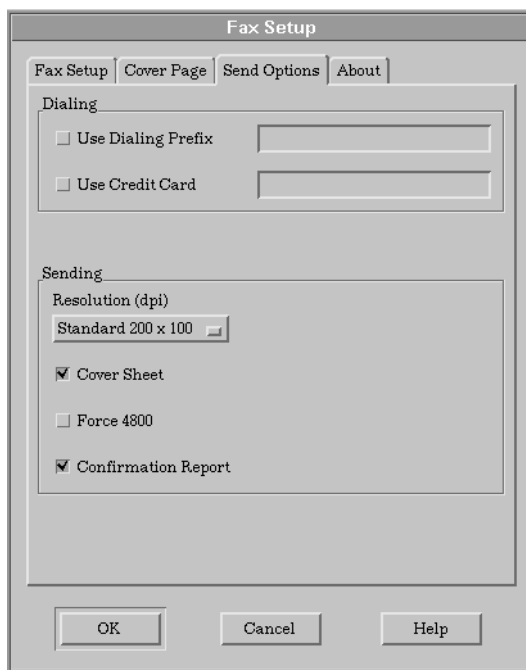 Fax Setup
Fax Setup Cover Page Send Options About
Dialing
Use Dialing Prefix
Use Credit Card
Sending
Resolution (dpi)
Standard 200 x 100
Cover Sheet
Force 4800
Confirmation Report
OK Cancel Help